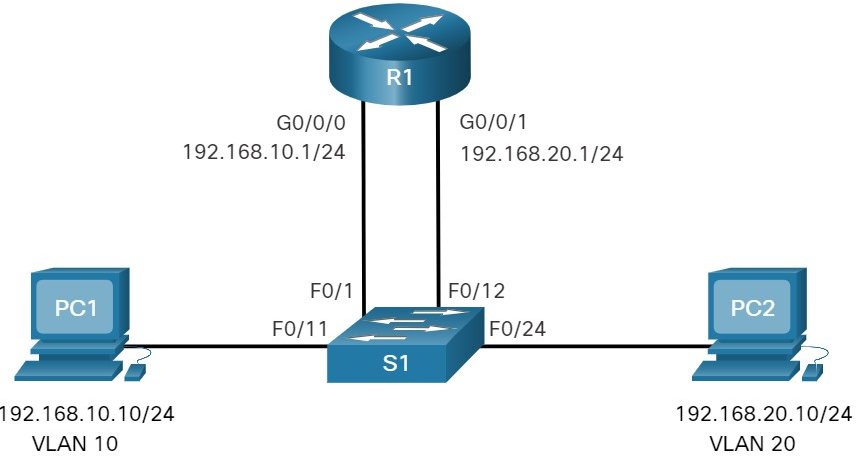 R1
G0/0/0
192.168.10.1/24
G0/0/1
192.168.20.1/24
F0/1
F0/12
PC1
PC2
F0/11
F0/24
S1
192.168.10.10/24
VLAN 10
192.168.20.10/24
VLAN 20